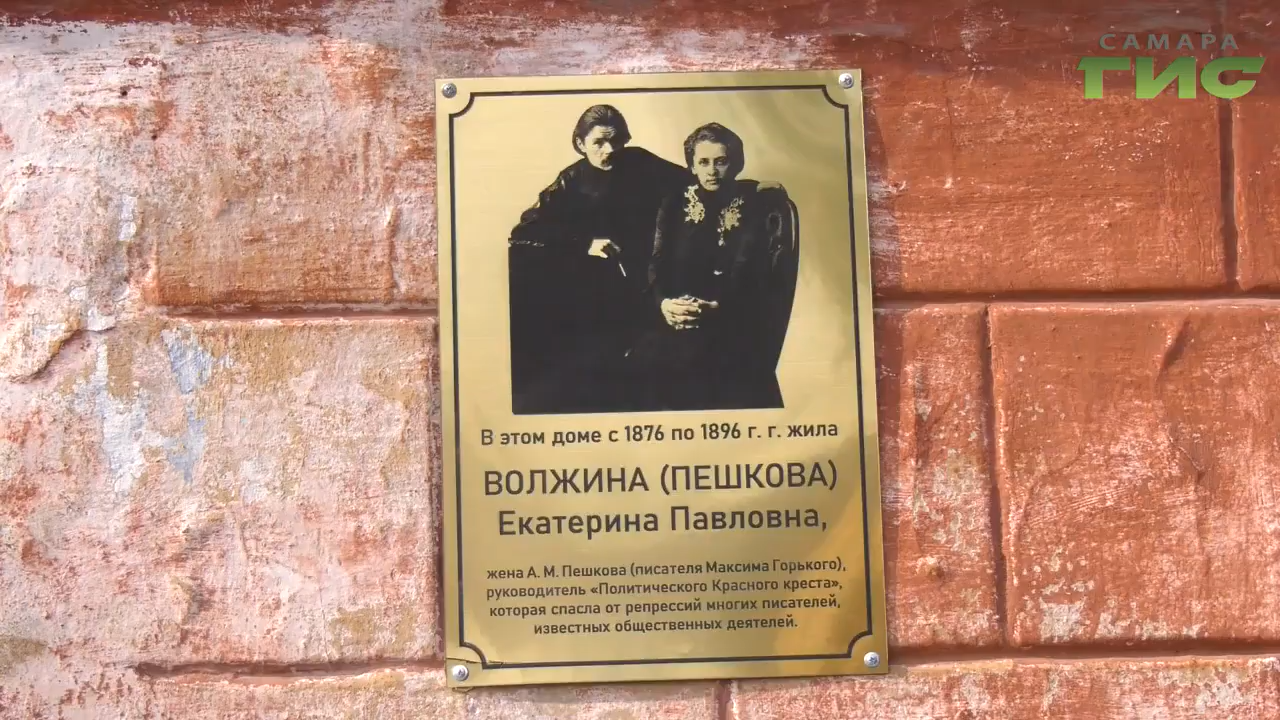 САМАРА
ТИС
В этом доме с 1876 по 1896 г. г. жила
ВОЛЖИНА (ПЕШКОВА)
Екатерина Павловна,
жена А. М. Пешкова (писателя Максима Горького),
руководитель «Политического Красного креста»,
которая спасла от репрессий многих писателей,
известных общественных деятелей.